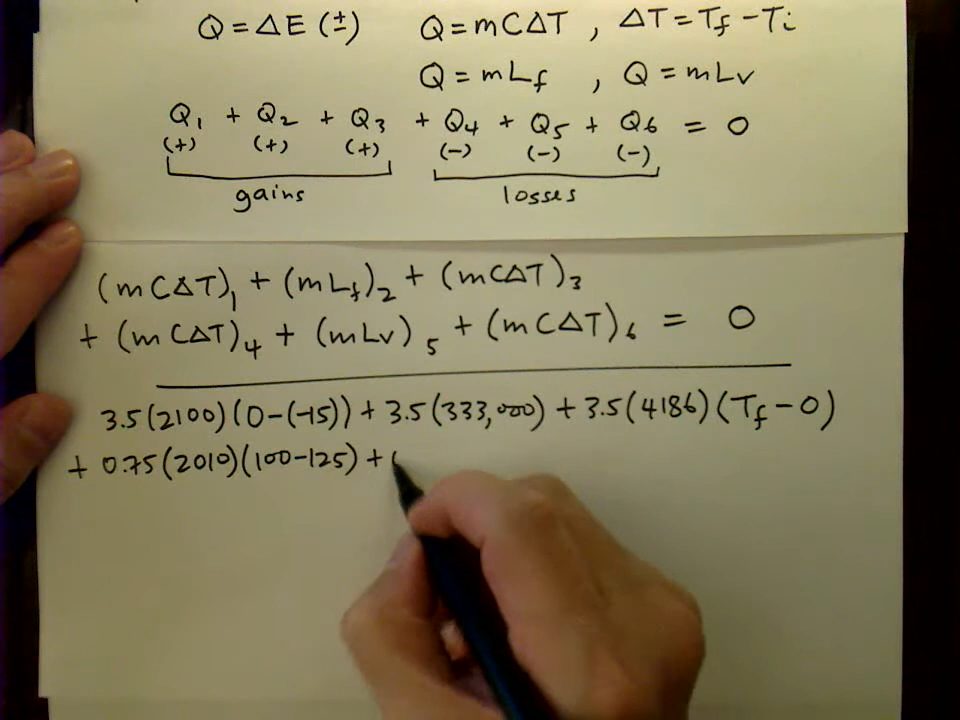 Q = ΔE (±) Q = mCΔT , ΔT = Tf − Ti
Q = mLf , Q = mLv
Q1 + Q2 + Q3 + Q4 + Q5 + Q6 = 0
(+) (+) (+) (−) (−) (−)
gains losses
(mCΔT)1 + (mLf)2 + (mCΔT)3
+ (mCΔT)4 + (mLv)5 + (mCΔT)6 = 0
3.5(2100)(0−(−15)) + 3.5(333,000) + 3.5(4186)(Tf − 0)
+ 0.75(2010)(100−125) +